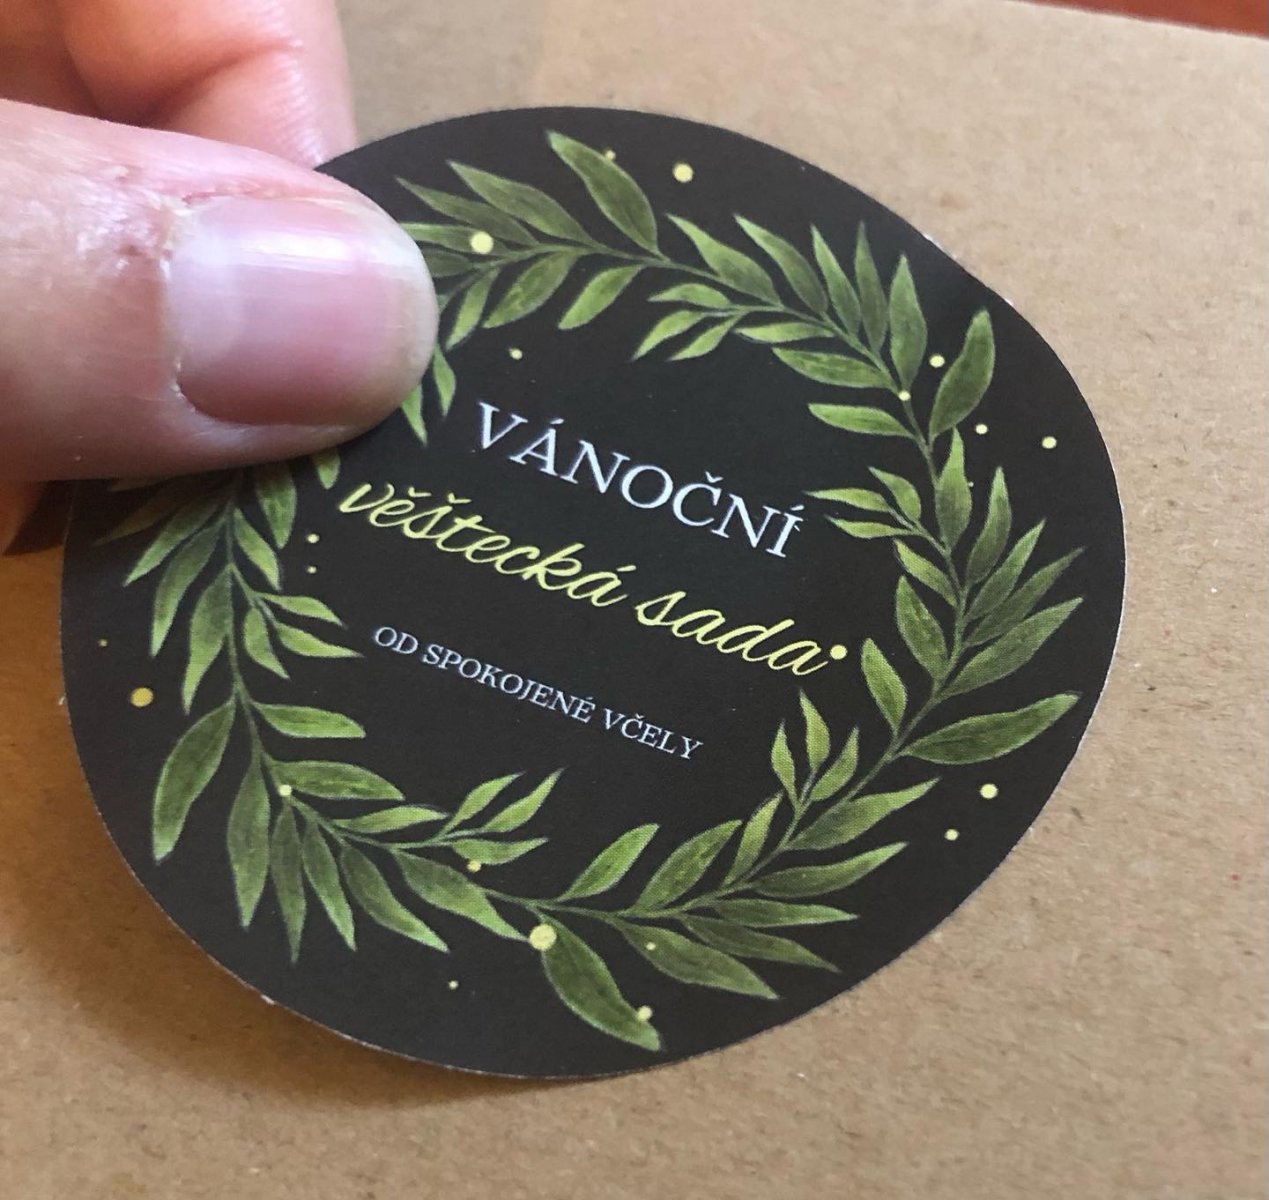 VÁNOČNÍ
věštecká sada
OD SPOKOJENÉ VČELY